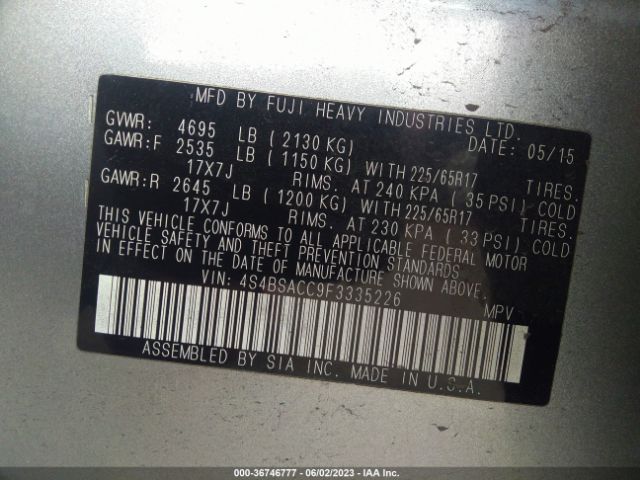 MFD BY FUJI HEAVY INDUSTRIES LTD.
GVWR: 4695 LB ( 2130 KG) DATE: 05/15
GAWR:F 2535 LB ( 1150 KG) WITH 225/65R17 TIRES.
17X7J RIMS. AT 240 KPA ( 35 PSI) COLD
GAWR:R 2645 LB ( 1200 KG) WITH 225/65R17 TIRES.
17X7J RIMS. AT 230 KPA ( 33 PSI) COLD
THIS VEHICLE CONFORMS TO ALL APPLICABLE FEDERAL MOTOR
VEHICLE SAFETY AND THEFT PREVENTION STANDARDS
IN EFFECT ON THE DATE OF MANUFACTURE SHOWN ABOVE.
VIN: 4S4BSACC9F3335226 MPV
ASSEMBLED BY SIA INC. MADE IN U.S.A.
000-36746777 - 06/02/2023 - IAA Inc.